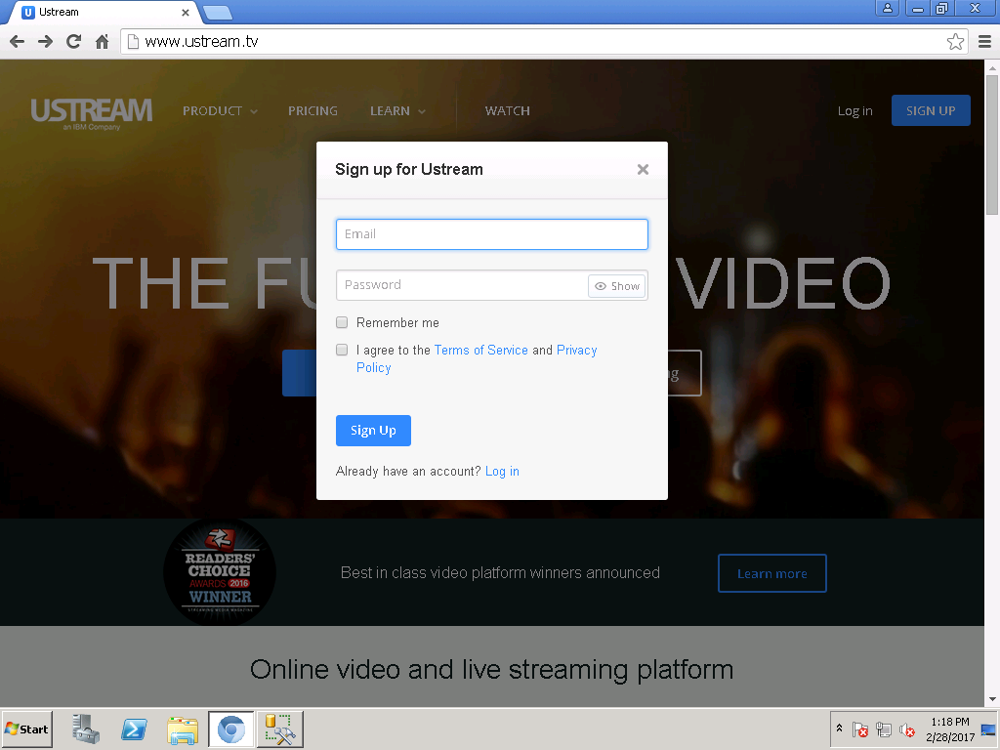 Ustream
www.ustream.tv
USTREAM
an IBM Company
PRODUCT
PRICING
LEARN
WATCH
Log in
SIGN UP
Sign up for Ustream
Email
THE FU
VIDEO
Password
Show
Remember me
I agree to the Terms of Service and Privacy
Policy
g
Sign Up
Already have an account? Log in
READERS'
CHOICE
AWARDS 2016
WINNER
STREAMING MEDIA MAGAZINE
Best in class video platform winners announced
Learn more
Online video and live streaming platform
Start
1:18 PM
2/28/2017